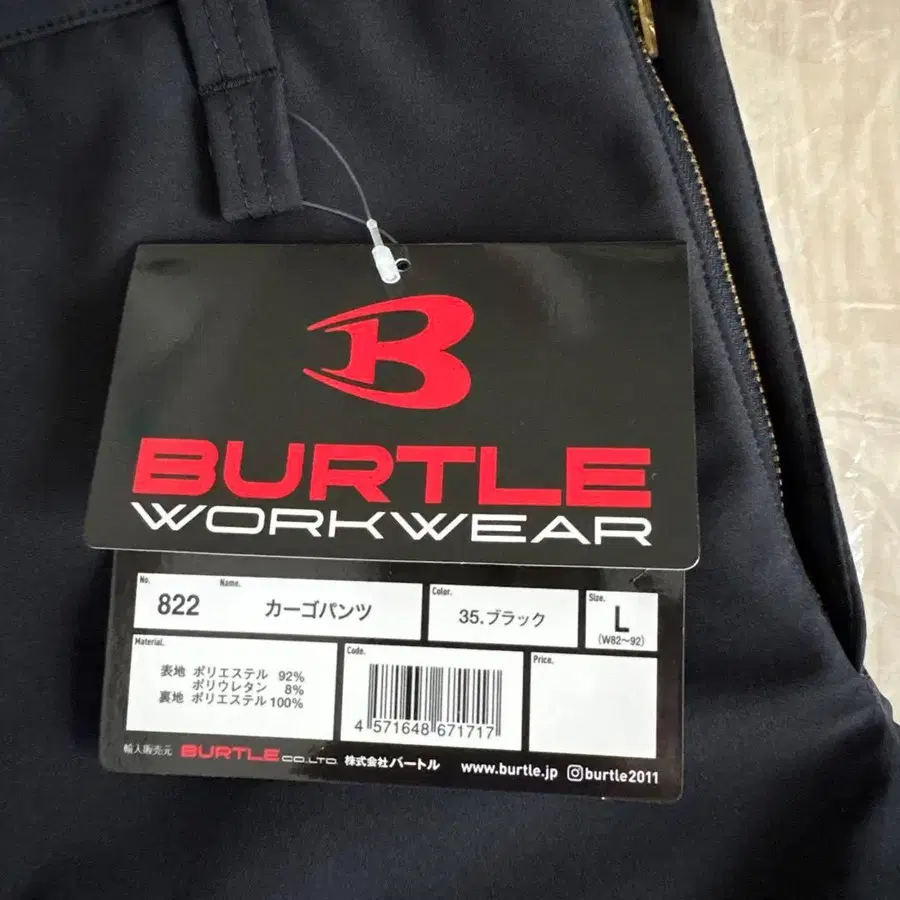 BURTLE
WORKWEAR
No. 822 Name. カーゴパンツ Color. 35.ブラック Size. L
(W82~92)
Material.
表地 ポリエステル 92%
ポリウレタン 8%
裏地 ポリエステル100%
Code.
4 571648 671717
Price.
輸入販売元 BURTLE CO.,LTD. 株式会社バートル www.burtle.jp burtle2011